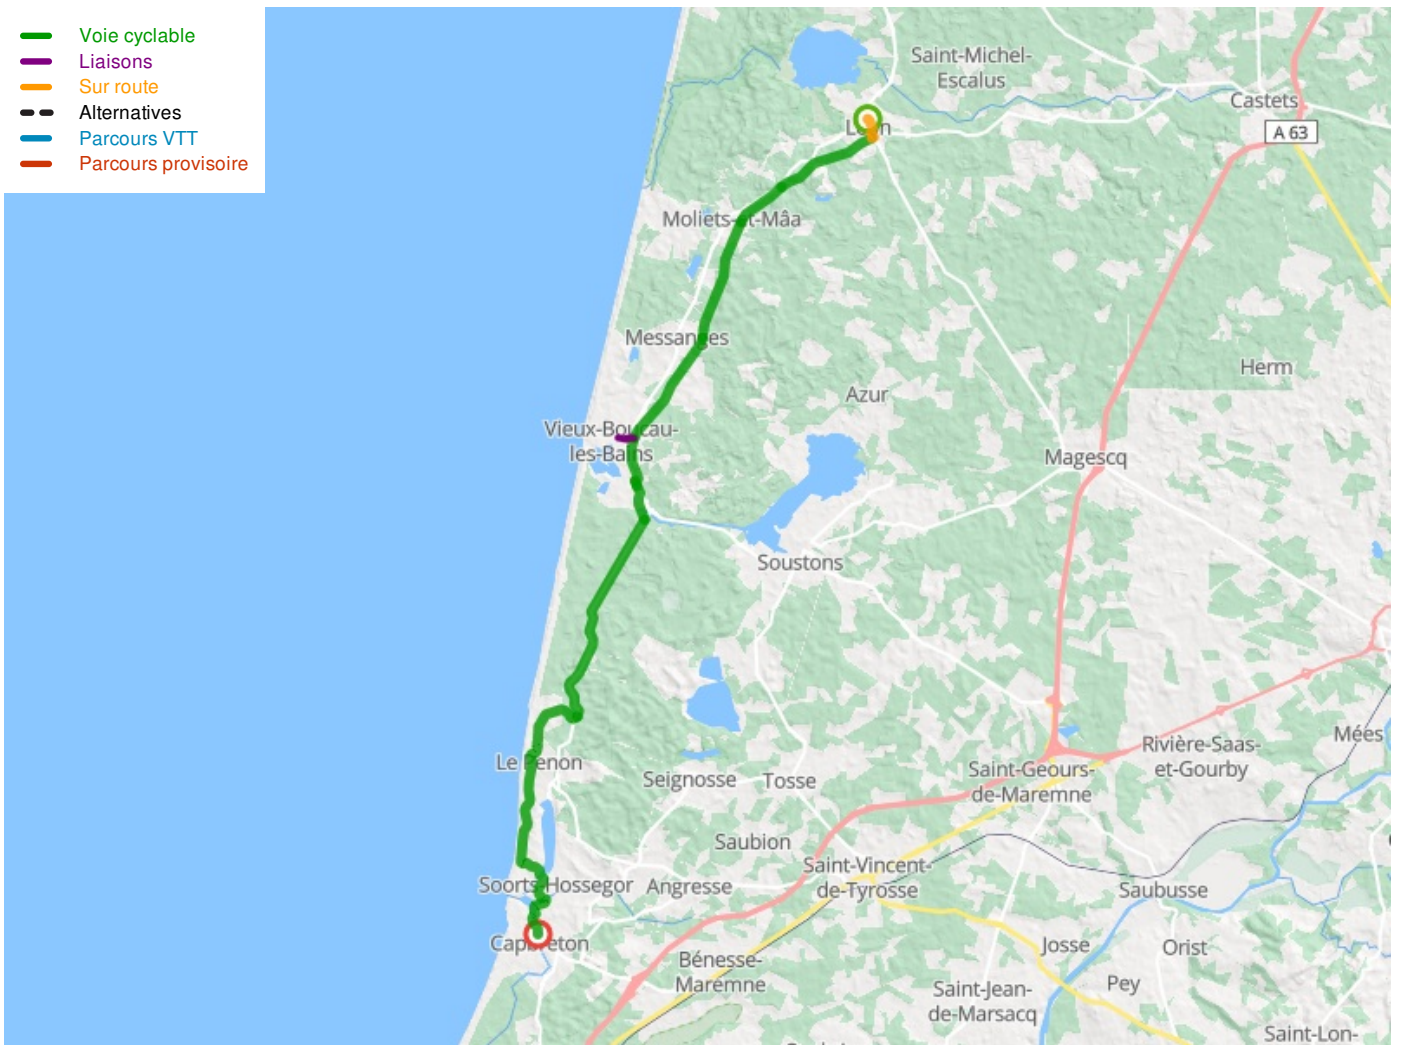 Voie cyclable
Liaisons
Sur route
Alternatives
Parcours VTT
Parcours provisoire
Saint-Michel-
Escalus
Castets
A 63
Léon
Moliets-et-Mâa
Messanges
Herm
Azur
Vieux-Boucau-
les-Bains
Magescq
Soustons
Mées
Rivière-Saas-
et-Gourby
Le Penon
Seignosse
Tosse
Saint-Geours-
de-Maremne
Saubion
Saint-Vincent-
de-Tyrosse
Soorts-Hossegor
Angresse
Saubusse
Capbreton
Josse
Orist
Bénesse-
Maremne
Pey
Saint-Jean-
de-Marsacq
Saint-Lon-